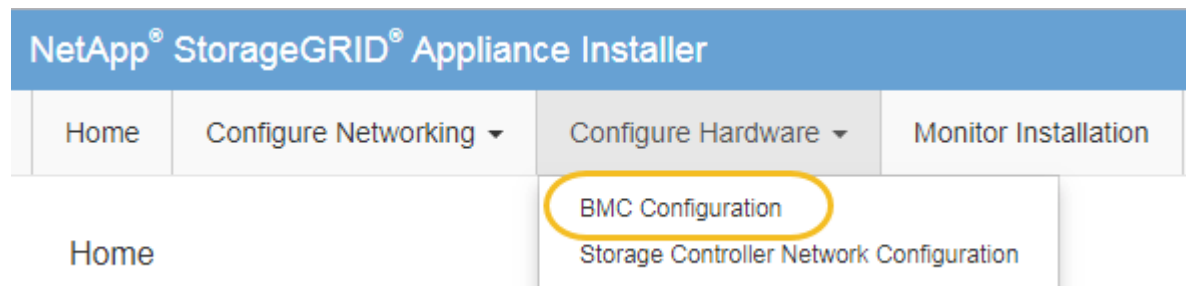 NetApp® StorageGRID® Appliance Installer
Home Configure Networking Configure Hardware Monitor Installation
BMC Configuration
Home
Storage Controller Network Configuration